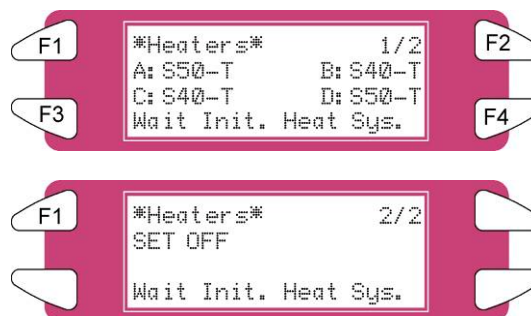 F1
*Heaters* 1/2
F2
A: S50-T B: S40-T
C: S40-T D: S50-T
F3
Wait Init. Heat Sys.
F4
F1
*Heaters* 2/2
SET OFF
Wait Init. Heat Sys.